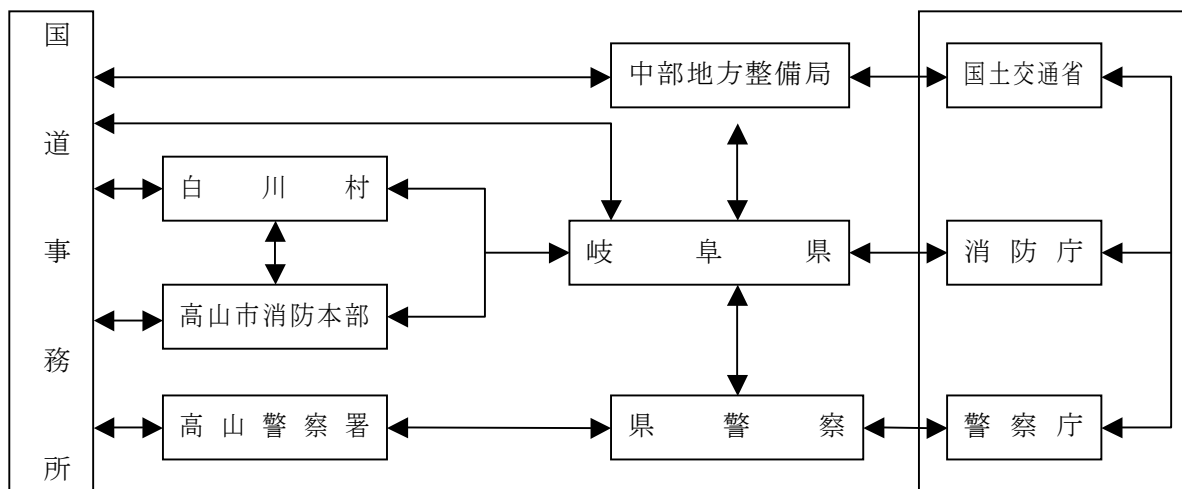 国道事務所
中部地方整備局
国土交通省
白川村
岐阜県
消防庁
高山市消防本部
高山警察署
県警察
警察庁